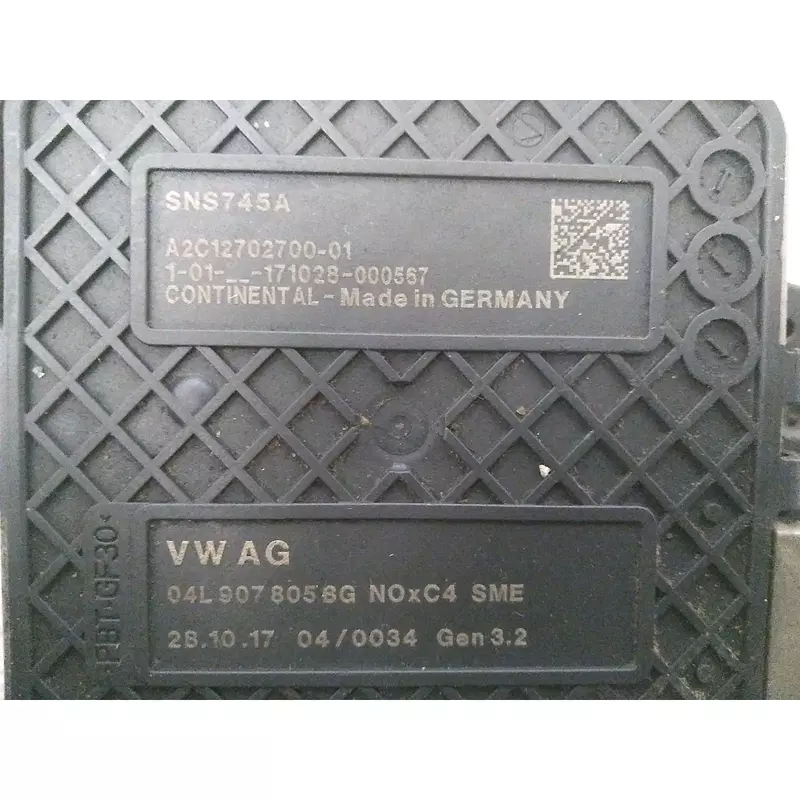 SNS745A
A2C12702700-01
1-01-__-171028-000567
CONTINENTAL - Made in GERMANY
>PBT-GF30<
VW AG
04L 907 805 SG NOxC4 SME
28.10.17 04/0034 Gen 3.2